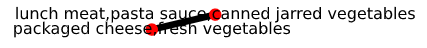 lunch meat,pasta sauce,canned jarred vegetables
packaged cheese,fresh vegetables